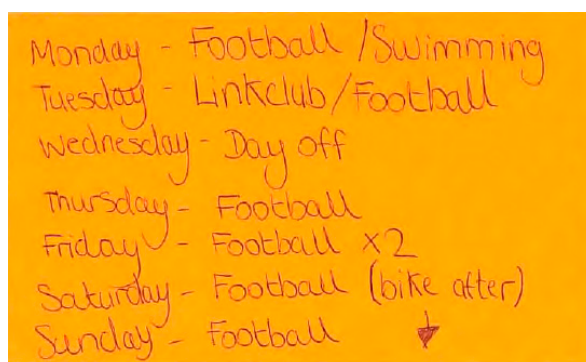 Monday - Football / Swimming
Tuesday - Linkclub / Football
Wednesday - Day off
Thursday - Football
Friday - Football x2
Saturday - Football (bike after)
Sunday - Football